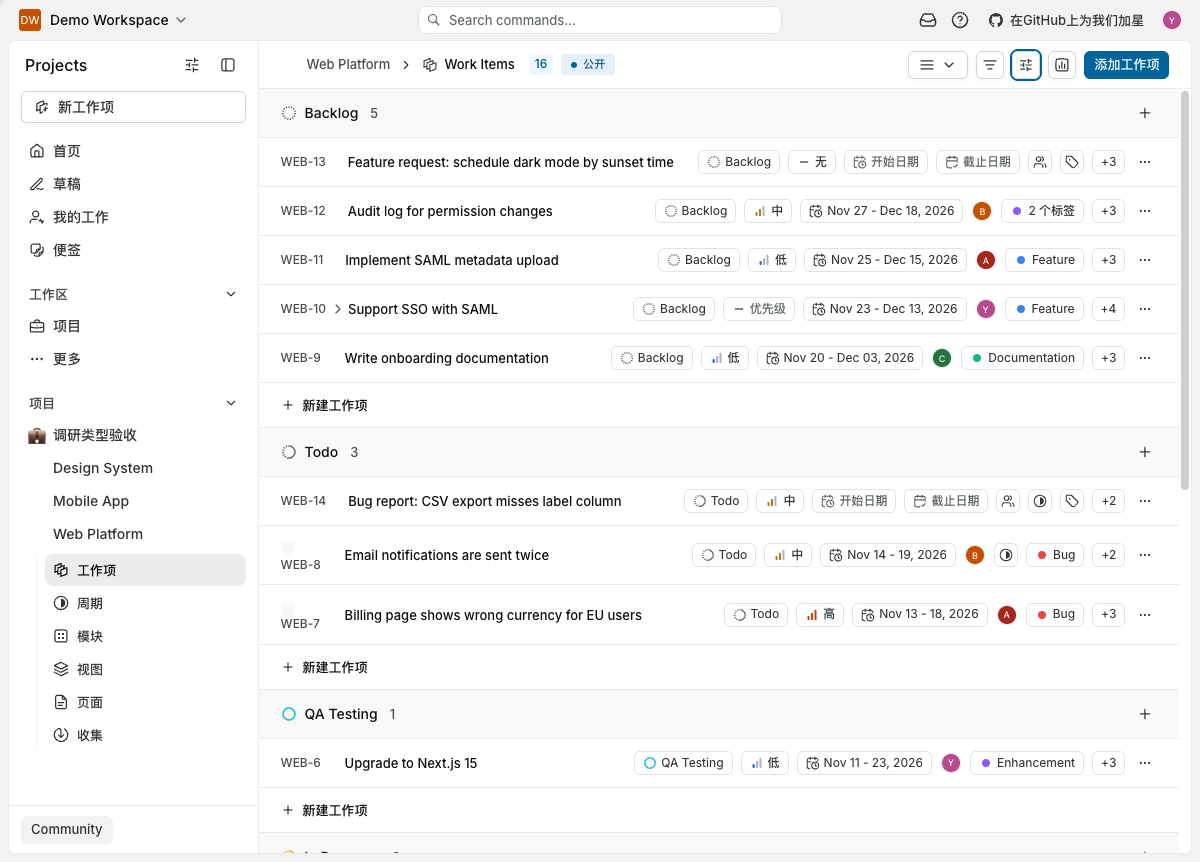 DW Demo Workspace
Search commands...
在GitHub上为我们加星
Y
Projects
新工作项
首页
草稿
我的工作
便签
工作区
项目
更多
项目
调研类型验收
Design System
Mobile App
Web Platform
工作项
周期
模块
视图
页面
收集
Community
Web Platform Work Items 16 公开
添加工作项
Backlog 5
WEB-13 Feature request: schedule dark mode by sunset time Backlog 无 开始日期 截止日期 +3
WEB-12 Audit log for permission changes Backlog 中 Nov 27 - Dec 18, 2026 B 2 个标签 +3
WEB-11 Implement SAML metadata upload Backlog 低 Nov 25 - Dec 15, 2026 A Feature +3
WEB-10 Support SSO with SAML Backlog 优先级 Nov 23 - Dec 13, 2026 Y Feature +4
WEB-9 Write onboarding documentation Backlog 低 Nov 20 - Dec 03, 2026 C Documentation +3
新建工作项
Todo 3
WEB-14 Bug report: CSV export misses label column Todo 中 开始日期 截止日期 +2
WEB-8 Email notifications are sent twice Todo 中 Nov 14 - 19, 2026 B Bug +2
WEB-7 Billing page shows wrong currency for EU users Todo 高 Nov 13 - 18, 2026 A Bug +3
新建工作项
QA Testing 1
WEB-6 Upgrade to Next.js 15 QA Testing 低 Nov 11 - 23, 2026 Y Enhancement +3
新建工作项